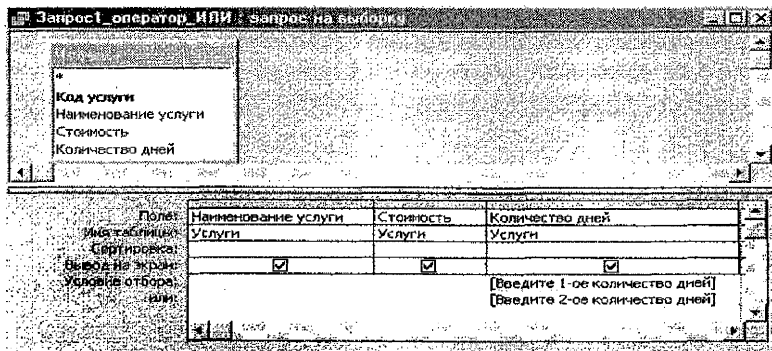 Запрос1_оператор_ИЛИ : запрос на выборку
*
Код услуги
Наименование услуги
Стоимость
Количество дней
Поле: Наименование услуги Стоимость Количество дней
Имя таблицы: Услуги Услуги Услуги
Сортировка:
Вывод на экран:
Условие отбора: [Введите 1-ое количество дней]
или: [Введите 2-ое количество дней]